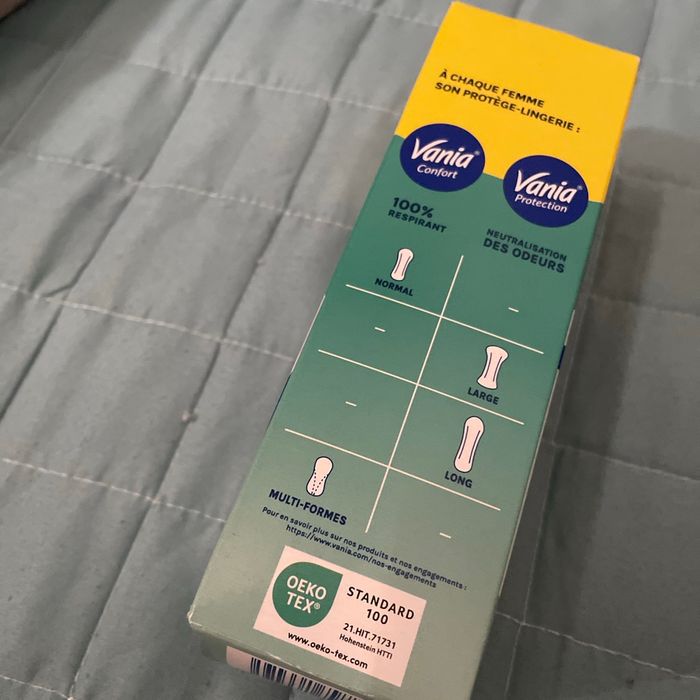 À CHAQUE FEMME
SON PROTÈGE-LINGERIE :
Vania®
Confort
Vania®
Protection
100%
RESPIRANT
NEUTRALISATION
DES ODEURS
NORMAL
–
–
LARGE
–
LONG
MULTI-FORMES
–
Pour en savoir plus sur nos produits et nos engagements :
https://www.vania.com/nos-engagements
OEKO
TEX®
STANDARD
100
21.HIT.71731
Hohenstein HTTI
www.oeko-tex.com